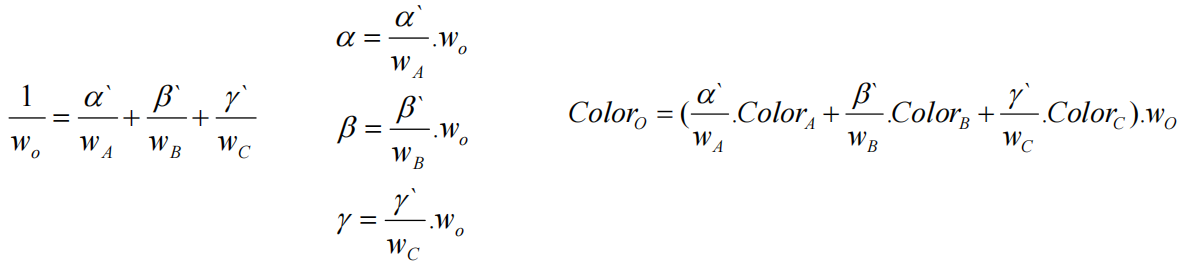 1/w_o = α`/w_A + β`/w_B + γ`/w_C
α = α`/w_A .w_o
β = β`/w_B .w_o
γ = γ`/w_C .w_o
Color_O = (α`/w_A .Color_A + β`/w_B .Color_B + γ`/w_C .Color_C).w_O